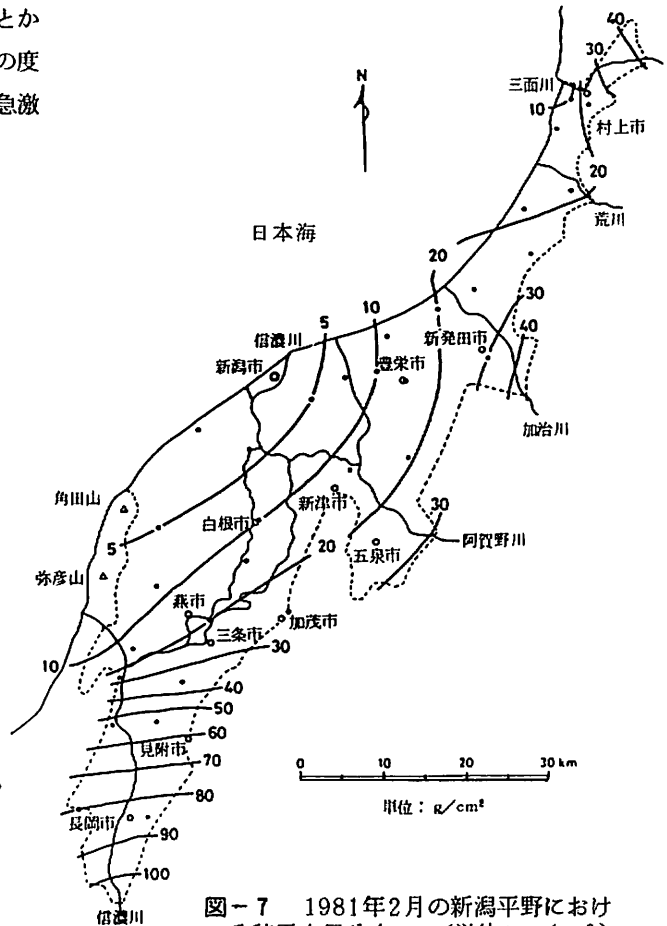 とか
の度
急激
N
40
30
三面川
10
村上市
20
荒川
日本海
20
30
40
10
5
信濃川
新潟市
豊栄市
新発田市
加治川
角田山
白根市
新津市
30
5
20
五泉市
阿賀野川
弥彦山
燕市
加茂市
三条市
10
30
40
50
60
見附市
70
80
長岡市
90
100
信濃川
0 10 20 30 km
単位: g/cm²
図-7 1981年2月の新潟平野におけ